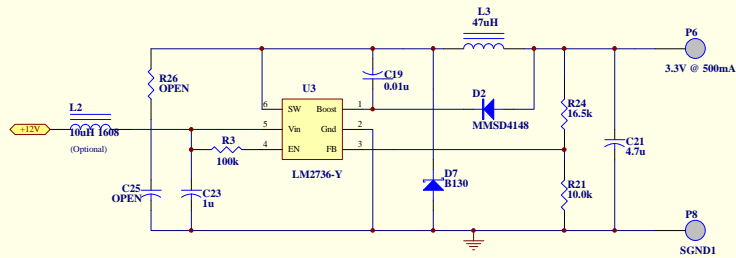 L3
47uH
P6
3.3V @ 500mA
R26
OPEN
C19
0.01u
U3
6
SW
Boost
1
5
Vin
Gnd
2
4
EN
FB
3
LM2736-Y
D2
MMSD4148
R24
16.5k
L2
+12V
10uH 1608
(Optional)
R3
100k
C21
4.7u
C25
OPEN
C23
1u
D7
B130
R21
10.0k
P8
SGND1